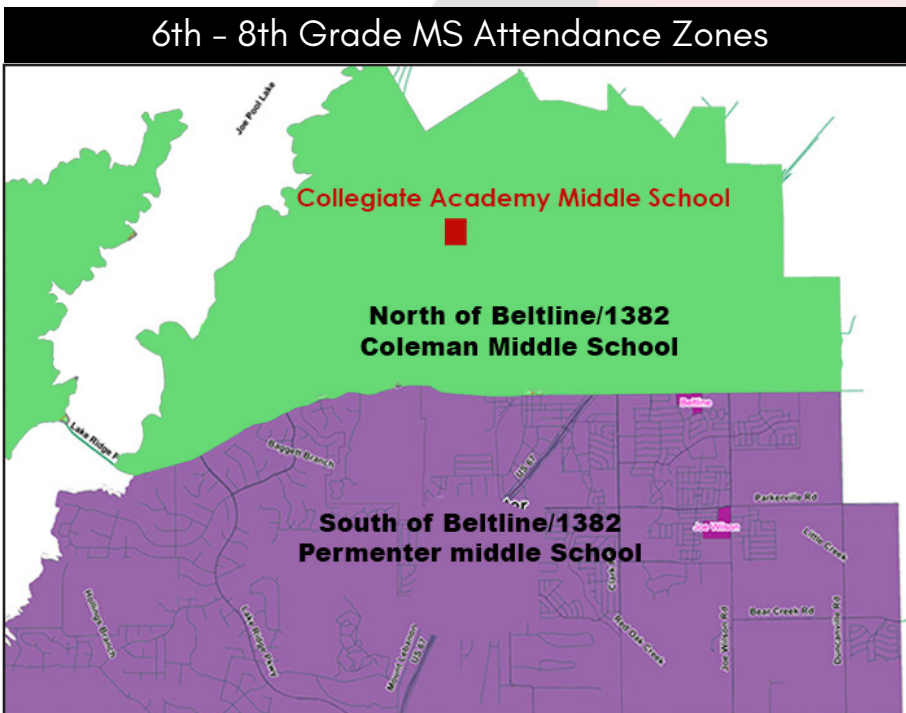 6th - 8th Grade MS Attendance Zones
Joe Pool Lake
Collegiate Academy Middle School
North of Beltline/1382
Coleman Middle School
Beltline
Lake Ridge P
Baggett Branch
US 67
Parkerville Rd
South of Beltline/1382
Permenter middle School
Joe Wilson
Little Creek
Clark
Hollings Branch
Lake Ridge Pkwy
Mount Lebanon
US 67
Red Oak Creek
Joe Wilson Rd
Bear Creek Rd
Duncanville Rd